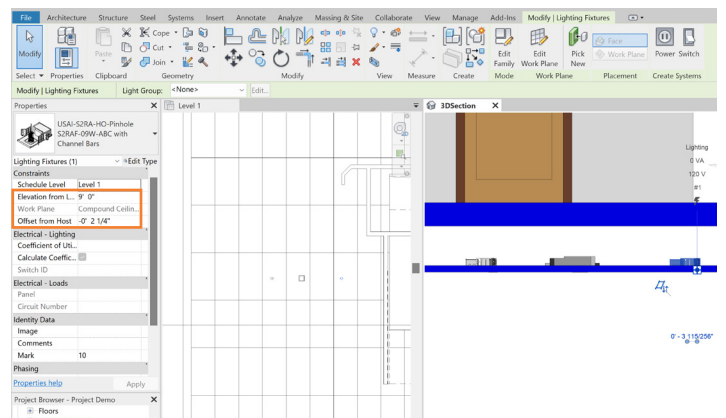 File Architecture Structure Steel Systems Insert Annotate Analyze Massing & Site Collaborate View Manage Add-Ins Modify | Lighting Fixtures
Modify
Paste
Cope
Cut
Join
Edit Family
Edit Work Plane
Pick New
Face
Work Plane
Power Switch
Select Properties Clipboard Geometry Modify View Measure Create Mode Work Plane Placement Create Systems
Modify | Lighting Fixtures Light Group: <None> Edit...
Properties X
Level 1
3DSection X
USAI-S2RA-HO-Pinhole
S2RAF-09W-ABC with
Channel Bars
Lighting Fixtures (1) Edit Type
Constraints
Schedule Level Level 1
Elevation from L... 9' 0"
Work Plane Compound Ceilin...
Offset from Host -0' 2 1/4"
Electrical - Lighting
Coefficient of Uti...
Calculate Coeffic...
Switch ID
Electrical - Loads
Panel
Circuit Number
Identity Data
Image
Comments
Mark 10
Phasing
Properties help Apply
Project Browser - Project Demo X
Floors
Lighting
0 VA
120 V
#1
0' - 3 115/256"